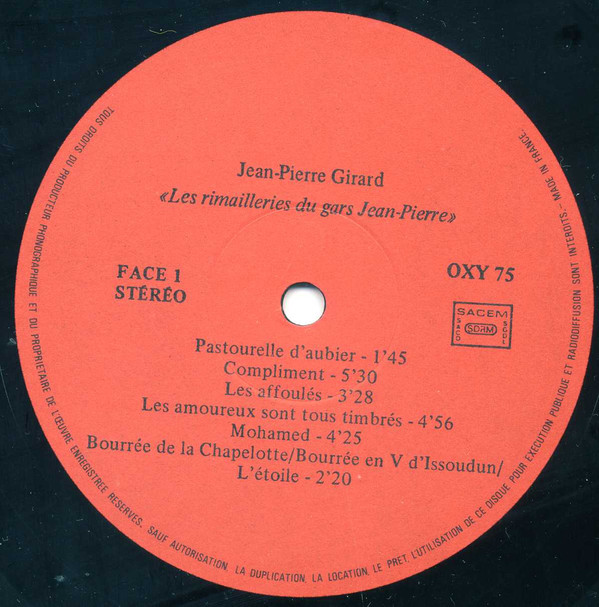 Jean-Pierre Girard
«Les rimailleries du gars Jean-Pierre»
FACE 1
STÉRÉO
OXY 75
SACEM
SACD
SDRM
SGDL
Pastourelle d'aubier - 1'45
Compliment - 5'30
Les affoulés - 3'28
Les amoureux sont tous timbrés - 4'56
Mohamed - 4'25
Bourrée de la Chapelotte/Bourrée en V d'Issoudun/
L'étoile - 2'20
TOUS DROITS DU PRODUCTEUR PHONOGRAPHIQUE ET DU PROPRIETAIRE DE L'ŒUVRE ENREGISTREE RESERVES. SAUF AUTORISATION, LA DUPLICATION, LA LOCATION, LE PRET, L'UTILISATION DE CE DISQUE POUR EXECUTION PUBLIQUE ET RADIODIFFUSION SONT INTERDITS. - MADE IN FRANCE.